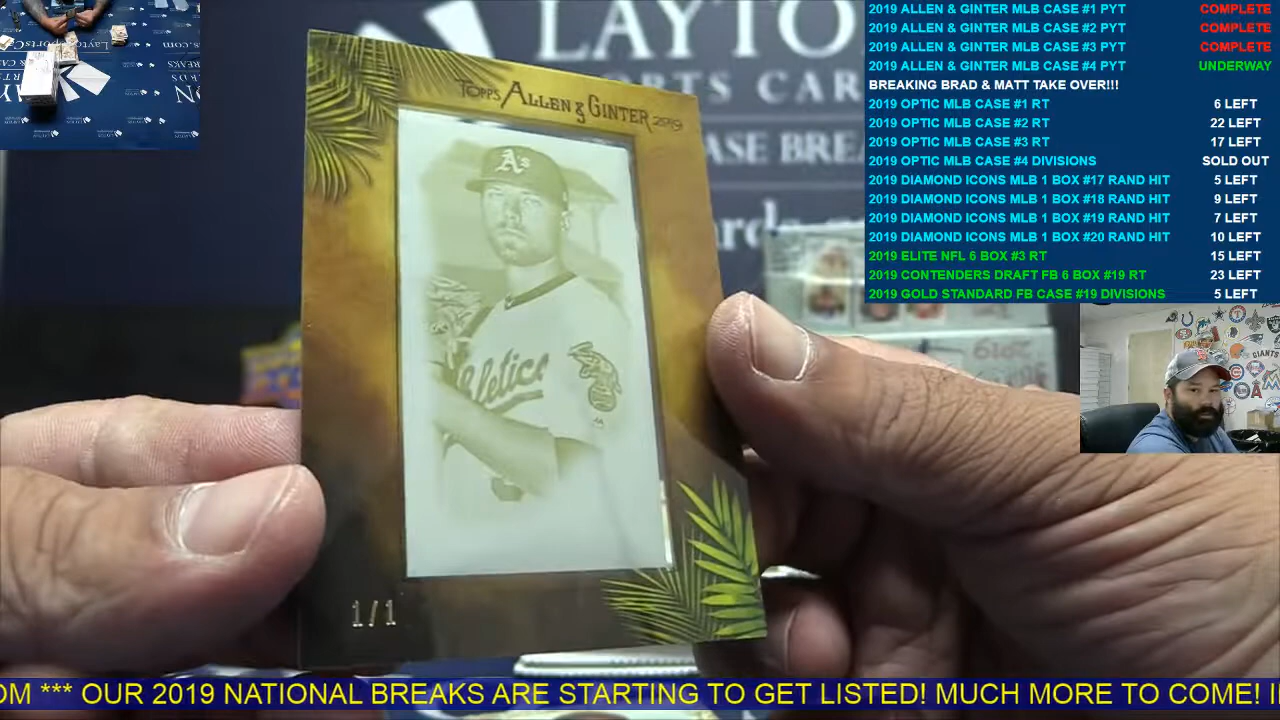 LAYTO
RTS CAR
ASE BREA
2019 ALLEN & GINTER MLB CASE #1 PYT COMPLETE
2019 ALLEN & GINTER MLB CASE #2 PYT COMPLETE
2019 ALLEN & GINTER MLB CASE #3 PYT COMPLETE
2019 ALLEN & GINTER MLB CASE #4 PYT UNDERWAY
BREAKING BRAD & MATT TAKE OVER!!!
2019 OPTIC MLB CASE #1 RT 6 LEFT
2019 OPTIC MLB CASE #2 RT 22 LEFT
2019 OPTIC MLB CASE #3 RT 17 LEFT
2019 OPTIC MLB CASE #4 DIVISIONS SOLD OUT
2019 DIAMOND ICONS MLB 1 BOX #17 RAND HIT 5 LEFT
2019 DIAMOND ICONS MLB 1 BOX #18 RAND HIT 9 LEFT
2019 DIAMOND ICONS MLB 1 BOX #19 RAND HIT 7 LEFT
2019 DIAMOND ICONS MLB 1 BOX #20 RAND HIT 10 LEFT
2019 ELITE NFL 6 BOX #3 RT 15 LEFT
2019 CONTENDERS DRAFT FB 6 BOX #19 RT 23 LEFT
2019 GOLD STANDARD FB CASE #19 DIVISIONS 5 LEFT
TOPPS ALLEN & GINTER 2019
A's
thletics
1/1
GIANTS
OM *** OUR 2019 NATIONAL BREAKS ARE STARTING TO GET LISTED! MUCH MORE TO COME!